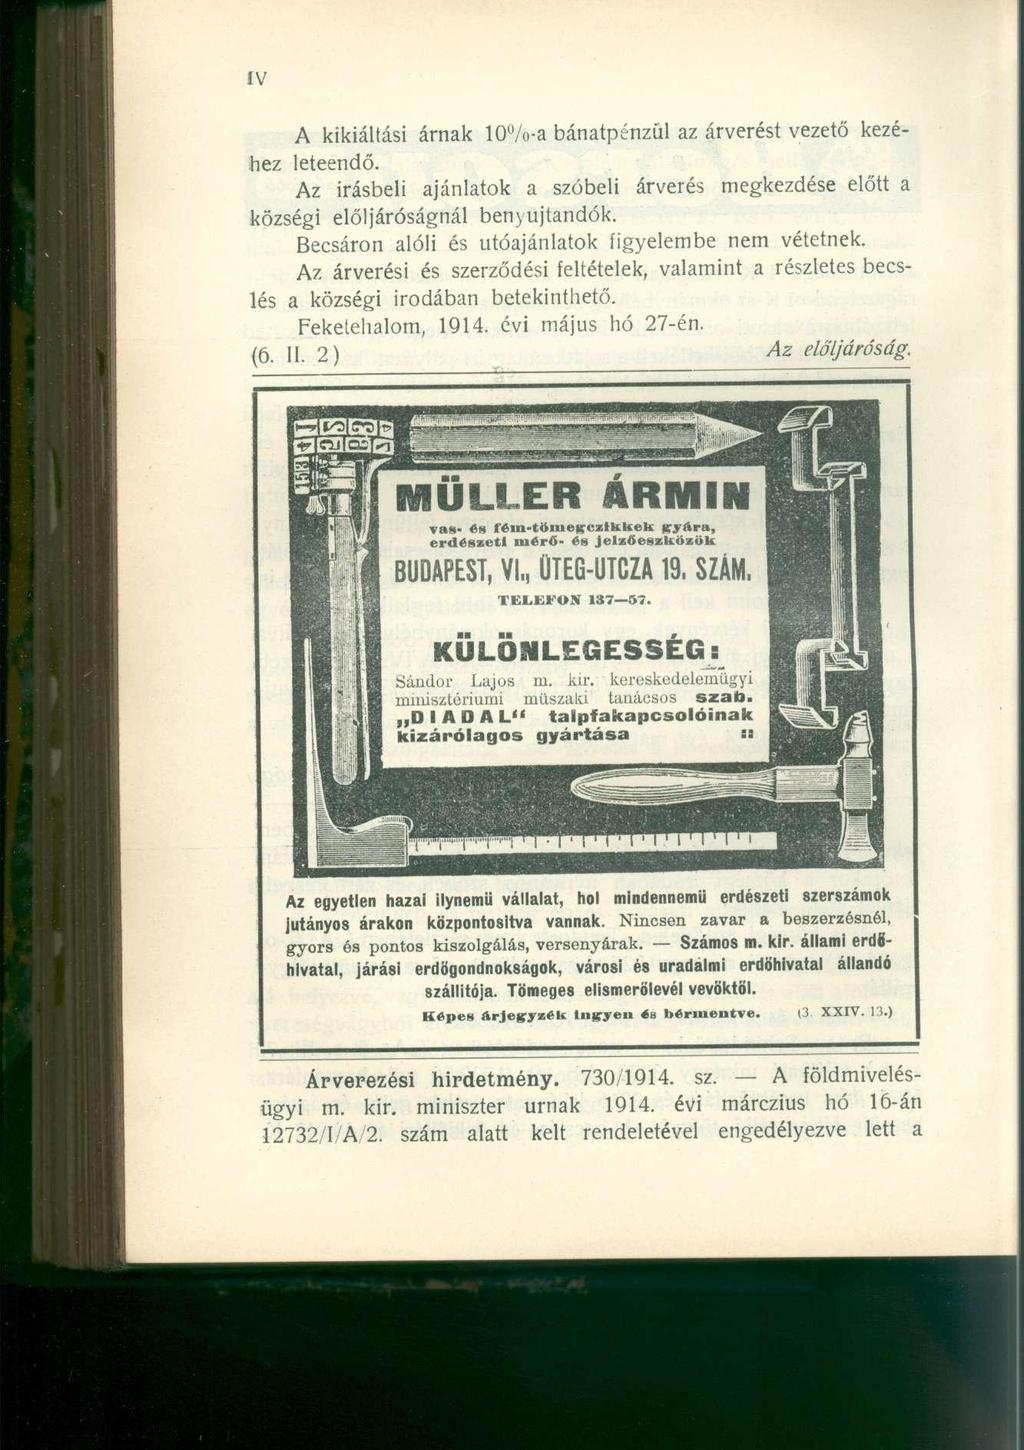 IV
A kikiáltási árnak 10%-a bánatpénzül az árverést vezető kezé-
hez leteendő.
Az irásbeli ajánlatok a szóbeli árverés megkezdése előtt a
községi előljáróságnál benyujtandók.
Becsáron alóli és utóajánlatok figyelembe nem vétetnek.
Az árverési és szerződési feltételek, valamint a részletes becs-
lés a községi irodában betekinthető.
Feketehalom, 1914. évi május hó 27-én.
(6. II. 2) Az előljáróság.
MÜLLER ÁRMIN
vas- és fém-tömegczikkek gyára,
erdészeti mérő- és jelzőeszközök
BUDAPEST, VI., ÜTEG-UTCZA 19. SZÁM.
TELEFON 137—57.
KÜLÖNLEGESSÉG:
Sándor Lajos m. kir. kereskedelemügyi
minisztériumi müszaki tanácsos szab.
„DIADAL“ talpfakapcsolóinak
kizárólagos gyártása ::
Az egyetlen hazai ilynemü vállalat, hol mindennemü erdészeti szerszámok
jutányos árakon központositva vannak. Nincsen zavar a beszerzésnél,
gyors és pontos kiszolgálás, versenyárak. — Számos m. kir. állami erdő-
hivatal, járási erdőgondnokságok, városi és uradalmi erdőhivatal állandó
szállitója. Tömeges elismerőlevél vevöktől.
Képes árjegyzék ingyen és bérmentve. (3. XXIV. 13.)
Árverezési hirdetmény. 730/1914. sz. — A földmivelés-
ügyi m. kir. miniszter urnak 1914. évi márczius hó 16-án
12732/I/A/2. szám alatt kelt rendeletével engedélyezve lett a